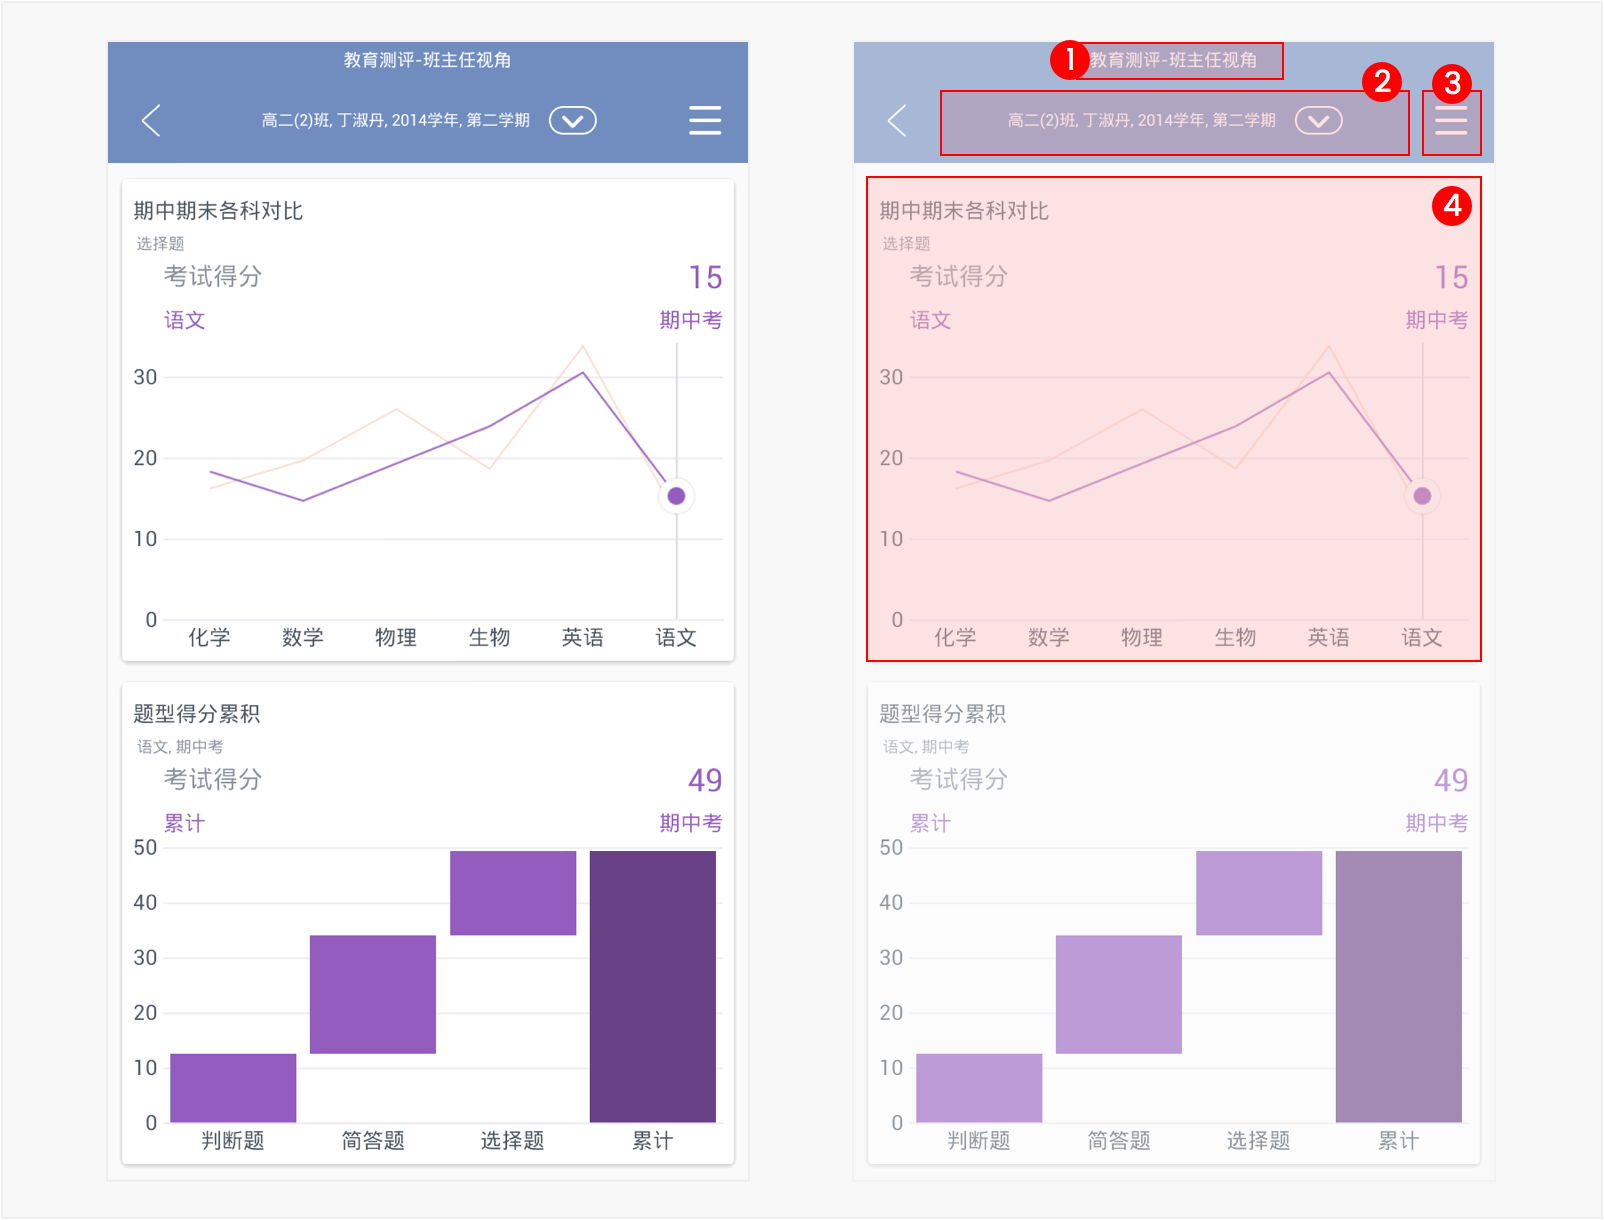 教育测评-班主任视角
高二(2)班, 丁淑丹, 2014学年, 第二学期
期中期末各科对比
选择题
考试得分 15
语文 期中考
30
20
10
0
化学 数学 物理 生物 英语 语文
题型得分累积
语文, 期中考
考试得分 49
累计 期中考
50
40
30
20
10
0
判断题 简答题 选择题 累计
1 教育测评-班主任视角
2
3
高二(2)班, 丁淑丹, 2014学年, 第二学期
4
期中期末各科对比
选择题
考试得分 15
语文 期中考
30
20
10
0
化学 数学 物理 生物 英语 语文
题型得分累积
语文, 期中考
考试得分 49
累计 期中考
50
40
30
20
10
0
判断题 简答题 选择题 累计